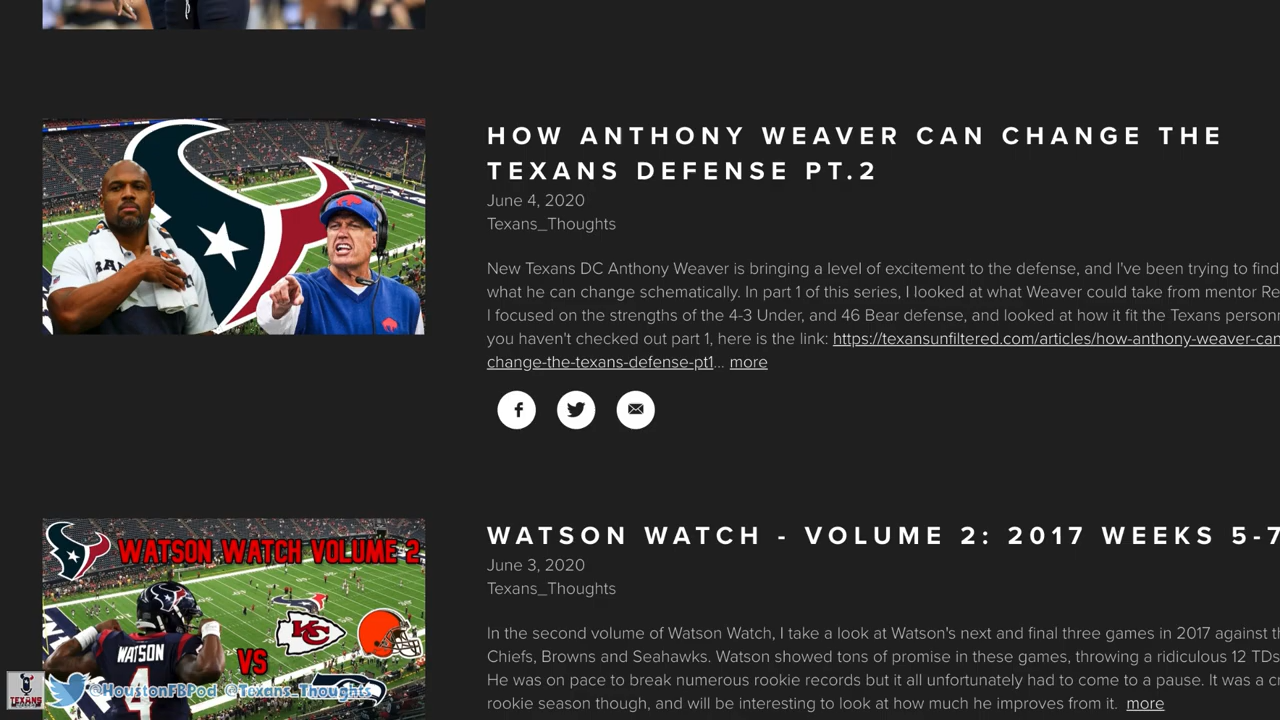 HOW ANTHONY WEAVER CAN CHANGE THE
TEXANS DEFENSE PT.2
June 4, 2020
Texans_Thoughts
New Texans DC Anthony Weaver is bringing a level of excitement to the defense, and I've been trying to find
what he can change schematically. In part 1 of this series, I looked at what Weaver could take from mentor Re
I focused on the strengths of the 4-3 Under, and 46 Bear defense, and looked at how it fit the Texans person
you haven't checked out part 1, here is the link: https://texansunfiltered.com/articles/how-anthony-weaver-can
change-the-texans-defense-pt1... more
WATSON WATCH VOLUME 2
WATSON
4
VS
KC
TEXANS
@HoustonFBPod @Texans_Thoughts
WATSON WATCH - VOLUME 2: 2017 WEEKS 5-7
June 3, 2020
Texans_Thoughts
In the second volume of Watson Watch, I take a look at Watson's next and final three games in 2017 against th
Chiefs, Browns and Seahawks. Watson showed tons of promise in these games, throwing a ridiculous 12 TDs
He was on pace to break numerous rookie records but it all unfortunately had to come to a pause. It was a cr
rookie season though, and will be interesting to look at how much he improves from it. more